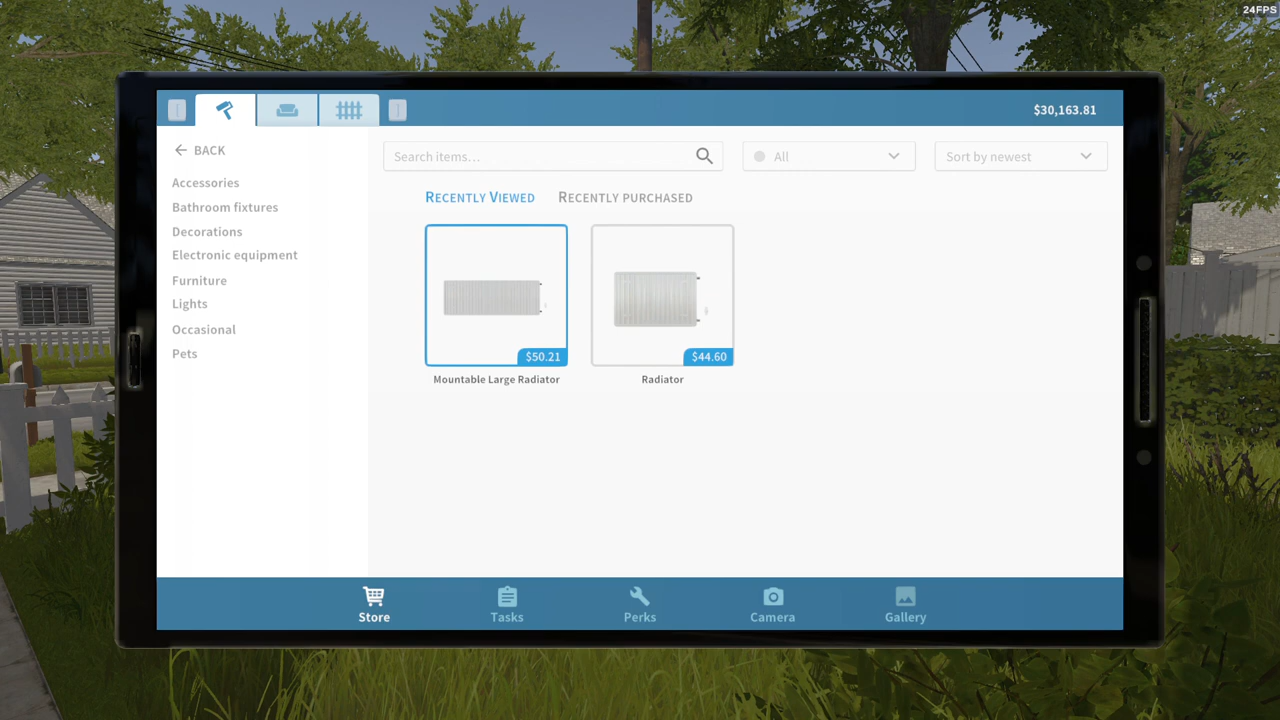 24FPS
$30,163.81
BACK
Search items...
All
Sort by newest
Accessories
Bathroom fixtures
Decorations
Electronic equipment
Furniture
Lights
Occasional
Pets
RECENTLY VIEWED
RECENTLY PURCHASED
$50.21
$44.60
Mountable Large Radiator
Radiator
Store
Tasks
Perks
Camera
Gallery